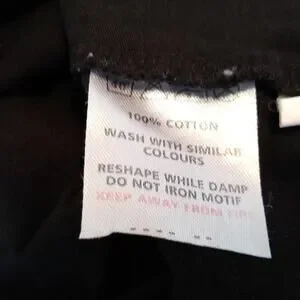 100% COTTON
WASH WITH SIMILAR
COLOURS
RESHAPE WHILE DAMP
DO NOT IRON MOTIF
KEEP AWAY FROM FIRE